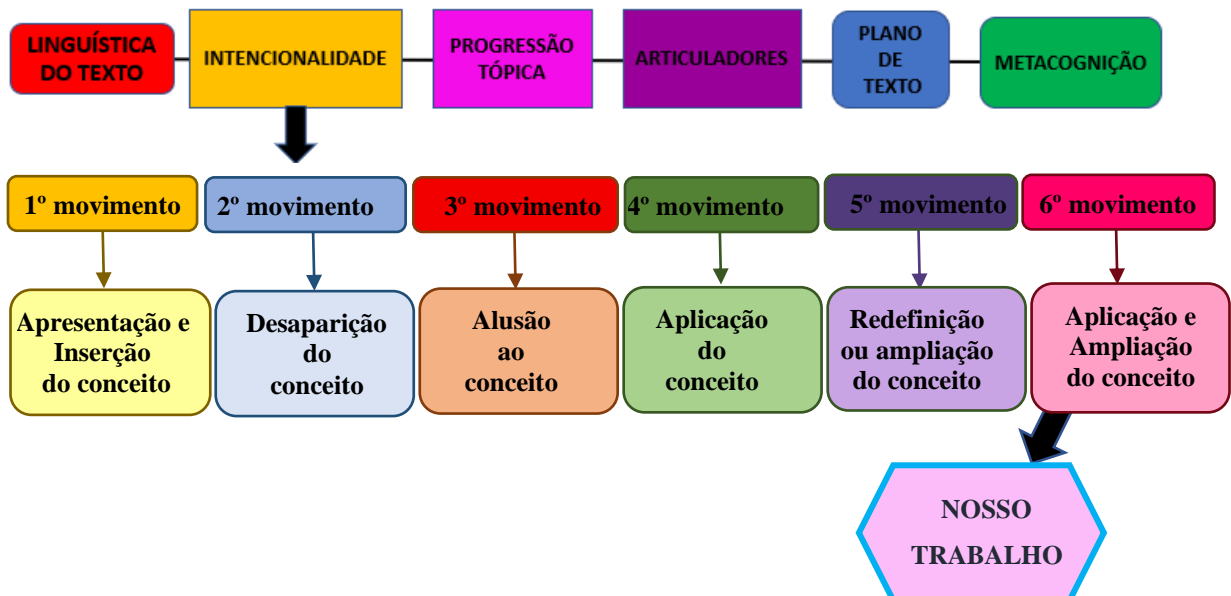 LINGUÍSTICA
DO TEXTO
INTENCIONALIDADE
PROGRESSÃO
TÓPICA
ARTICULADORES
PLANO
DE
TEXTO
METACOGNIÇÃO
1º movimento
2º movimento
3º movimento
4º movimento
5º movimento
6º movimento
Apresentação e
Inserção
do conceito
Desaparição
do
conceito
Alusão
ao
conceito
Aplicação
do
conceito
Redefinição
ou ampliação
do conceito
Aplicação e
Ampliação
do conceito
NOSSO
TRABALHO